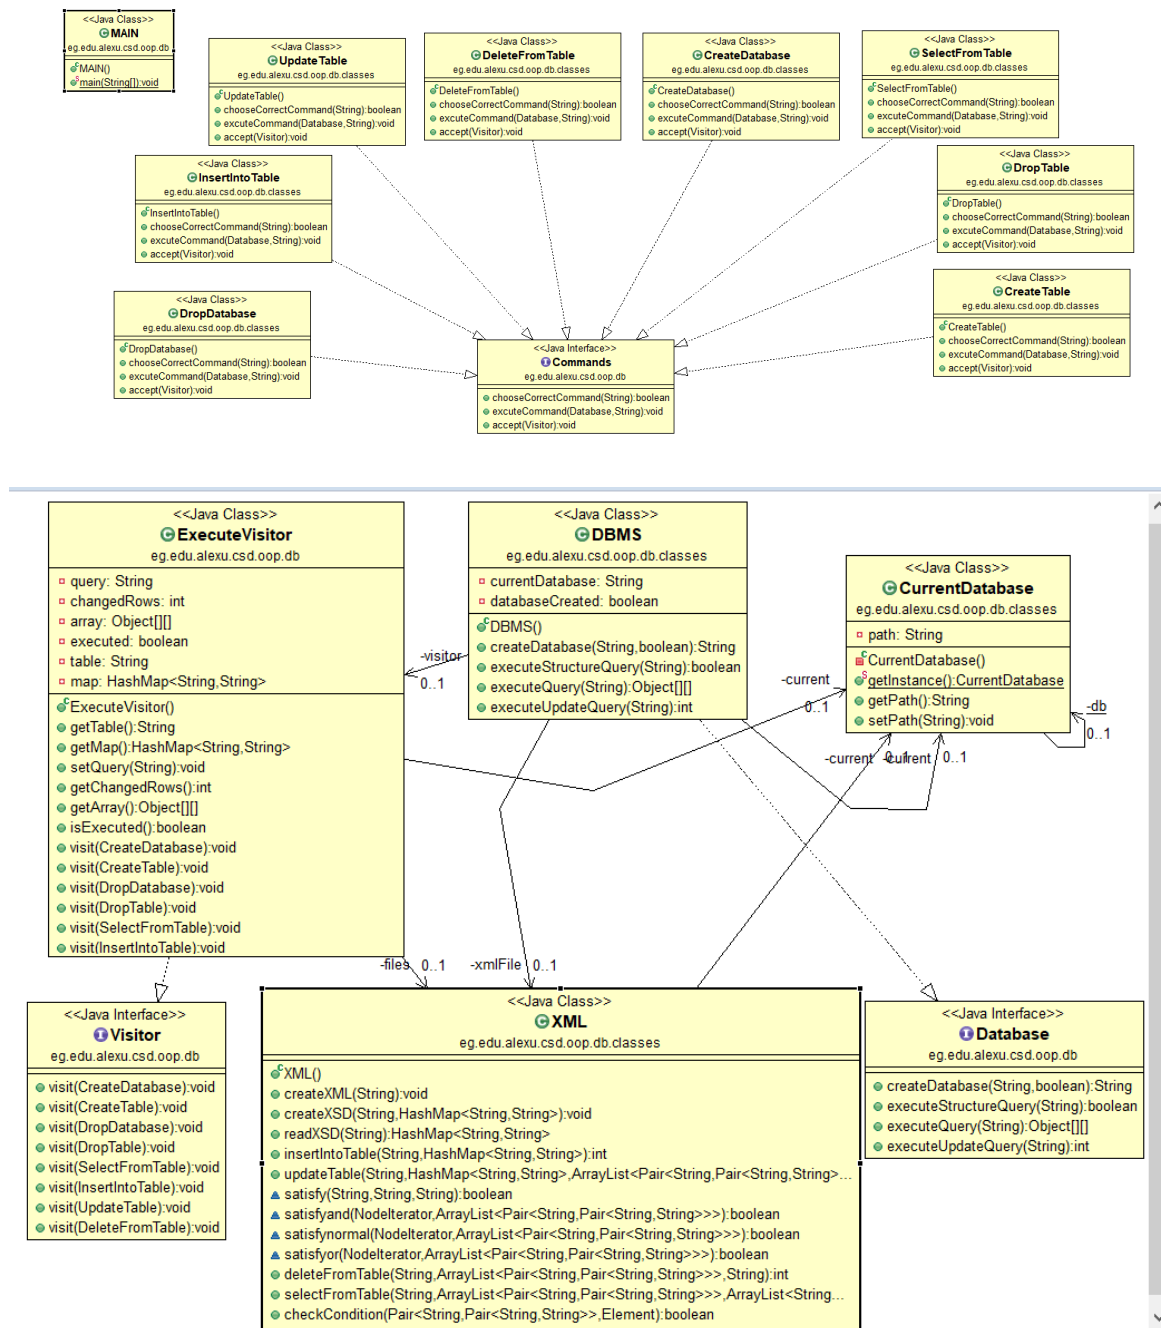 <<Java Class>>
MAIN
eg.edu.alexu.csd.oop.db
MAIN()
main(String[]):void
<<Java Class>>
UpdateTable
eg.edu.alexu.csd.oop.db.classes
UpdateTable()
chooseCorrectCommand(String):boolean
excuteCommand(Database,String):void
accept(Visitor):void
<<Java Class>>
DeleteFromTable
eg.edu.alexu.csd.oop.db.classes
DeleteFromTable()
chooseCorrectCommand(String):boolean
excuteCommand(Database,String):void
accept(Visitor):void
<<Java Class>>
CreateDatabase
eg.edu.alexu.csd.oop.db.classes
CreateDatabase()
chooseCorrectCommand(String):boolean
excuteCommand(Database,String):void
accept(Visitor):void
<<Java Class>>
SelectFromTable
eg.edu.alexu.csd.oop.db.classes
SelectFromTable()
chooseCorrectCommand(String):boolean
excuteCommand(Database,String):void
accept(Visitor):void
<<Java Class>>
InsertIntoTable
eg.edu.alexu.csd.oop.db.classes
InsertIntoTable()
chooseCorrectCommand(String):boolean
excuteCommand(Database,String):void
accept(Visitor):void
<<Java Class>>
DropTable
eg.edu.alexu.csd.oop.db.classes
DropTable()
chooseCorrectCommand(String):boolean
excuteCommand(Database,String):void
accept(Visitor):void
<<Java Class>>
DropDatabase
eg.edu.alexu.csd.oop.db.classes
DropDatabase()
chooseCorrectCommand(String):boolean
excuteCommand(Database,String):void
accept(Visitor):void
<<Java Class>>
CreateTable
eg.edu.alexu.csd.oop.db.classes
CreateTable()
chooseCorrectCommand(String):boolean
excuteCommand(Database,String):void
accept(Visitor):void
<<Java Interface>>
Commands
eg.edu.alexu.csd.oop.db
chooseCorrectCommand(String):boolean
excuteCommand(Database,String):void
accept(Visitor):void
<<Java Class>>
ExecuteVisitor
eg.edu.alexu.csd.oop.db
query: String
changedRows: int
array: Object[][]
executed: boolean
table: String
map: HashMap<String,String>
ExecuteVisitor()
getTable():String
getMap():HashMap<String,String>
setQuery(String):void
getChangedRows():int
getArray():Object[][]
isExecuted():boolean
visit(CreateDatabase):void
visit(CreateTable):void
visit(DropDatabase):void
visit(DropTable):void
visit(SelectFromTable):void
visit(InsertIntoTable):void
<<Java Class>>
DBMS
eg.edu.alexu.csd.oop.db.classes
currentDatabase: String
databaseCreated: boolean
DBMS()
createDatabase(String,boolean):String
executeStructureQuery(String):boolean
executeQuery(String):Object[][]
executeUpdateQuery(String):int
<<Java Class>>
CurrentDatabase
eg.edu.alexu.csd.oop.db.classes
path: String
CurrentDatabase()
getInstance():CurrentDatabase
getPath():String
setPath(String):void
-visitor
0..1
-current
0..1
-db
0..1
-current
0..1
-current
0..1
-files 0..1
-xmlFile 0..1
<<Java Interface>>
Visitor
eg.edu.alexu.csd.oop.db
visit(CreateDatabase):void
visit(CreateTable):void
visit(DropDatabase):void
visit(DropTable):void
visit(SelectFromTable):void
visit(InsertIntoTable):void
visit(UpdateTable):void
visit(DeleteFromTable):void
<<Java Class>>
XML
eg.edu.alexu.csd.oop.db.classes
XML()
createXML(String):void
createXSD(String,HashMap<String,String>):void
readXSD(String):HashMap<String,String>
insertIntoTable(String,HashMap<String,String>):int
updateTable(String,HashMap<String,String>,ArrayList<Pair<String,Pair<String,String>...
satisfy(String,String,String):boolean
satisfyand(NodeIterator,ArrayList<Pair<String,Pair<String,String>>>):boolean
satisfynormal(NodeIterator,ArrayList<Pair<String,Pair<String,String>>>):boolean
satisfyor(NodeIterator,ArrayList<Pair<String,Pair<String,String>>>):boolean
deleteFromTable(String,ArrayList<Pair<String,Pair<String,String>>>,String):int
selectFromTable(String,ArrayList<Pair<String,Pair<String,String>>>,ArrayList<String...
checkCondition(Pair<String,Pair<String,String>>,Element):boolean
<<Java Interface>>
Database
eg.edu.alexu.csd.oop.db
createDatabase(String,boolean):String
executeStructureQuery(String):boolean
executeQuery(String):Object[][]
executeUpdateQuery(String):int